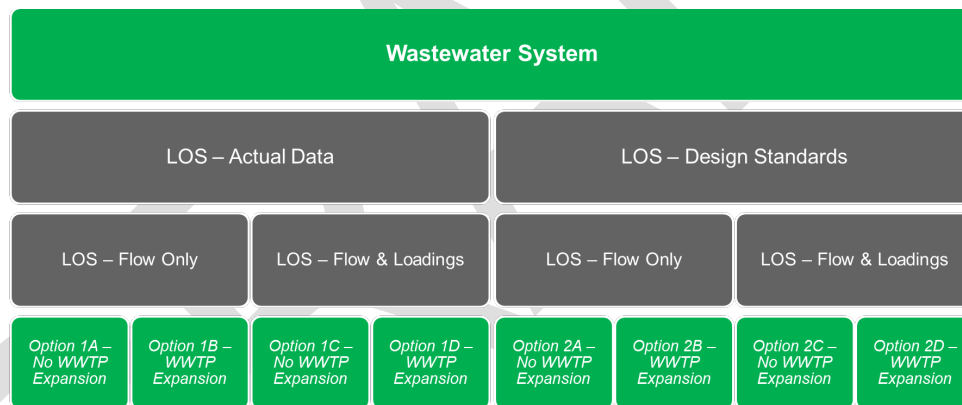 Wastewater System
LOS – Actual Data
LOS – Design Standards
LOS – Flow Only
LOS – Flow & Loadings
LOS – Flow Only
LOS – Flow & Loadings
Option 1A –
No WWTP
Expansion
Option 1B –
WWTP
Expansion
Option 1C –
No WWTP
Expansion
Option 1D –
WWTP
Expansion
Option 2A –
No WWTP
Expansion
Option 2B –
WWTP
Expansion
Option 2C –
No WWTP
Expansion
Option 2D –
WWTP
Expansion